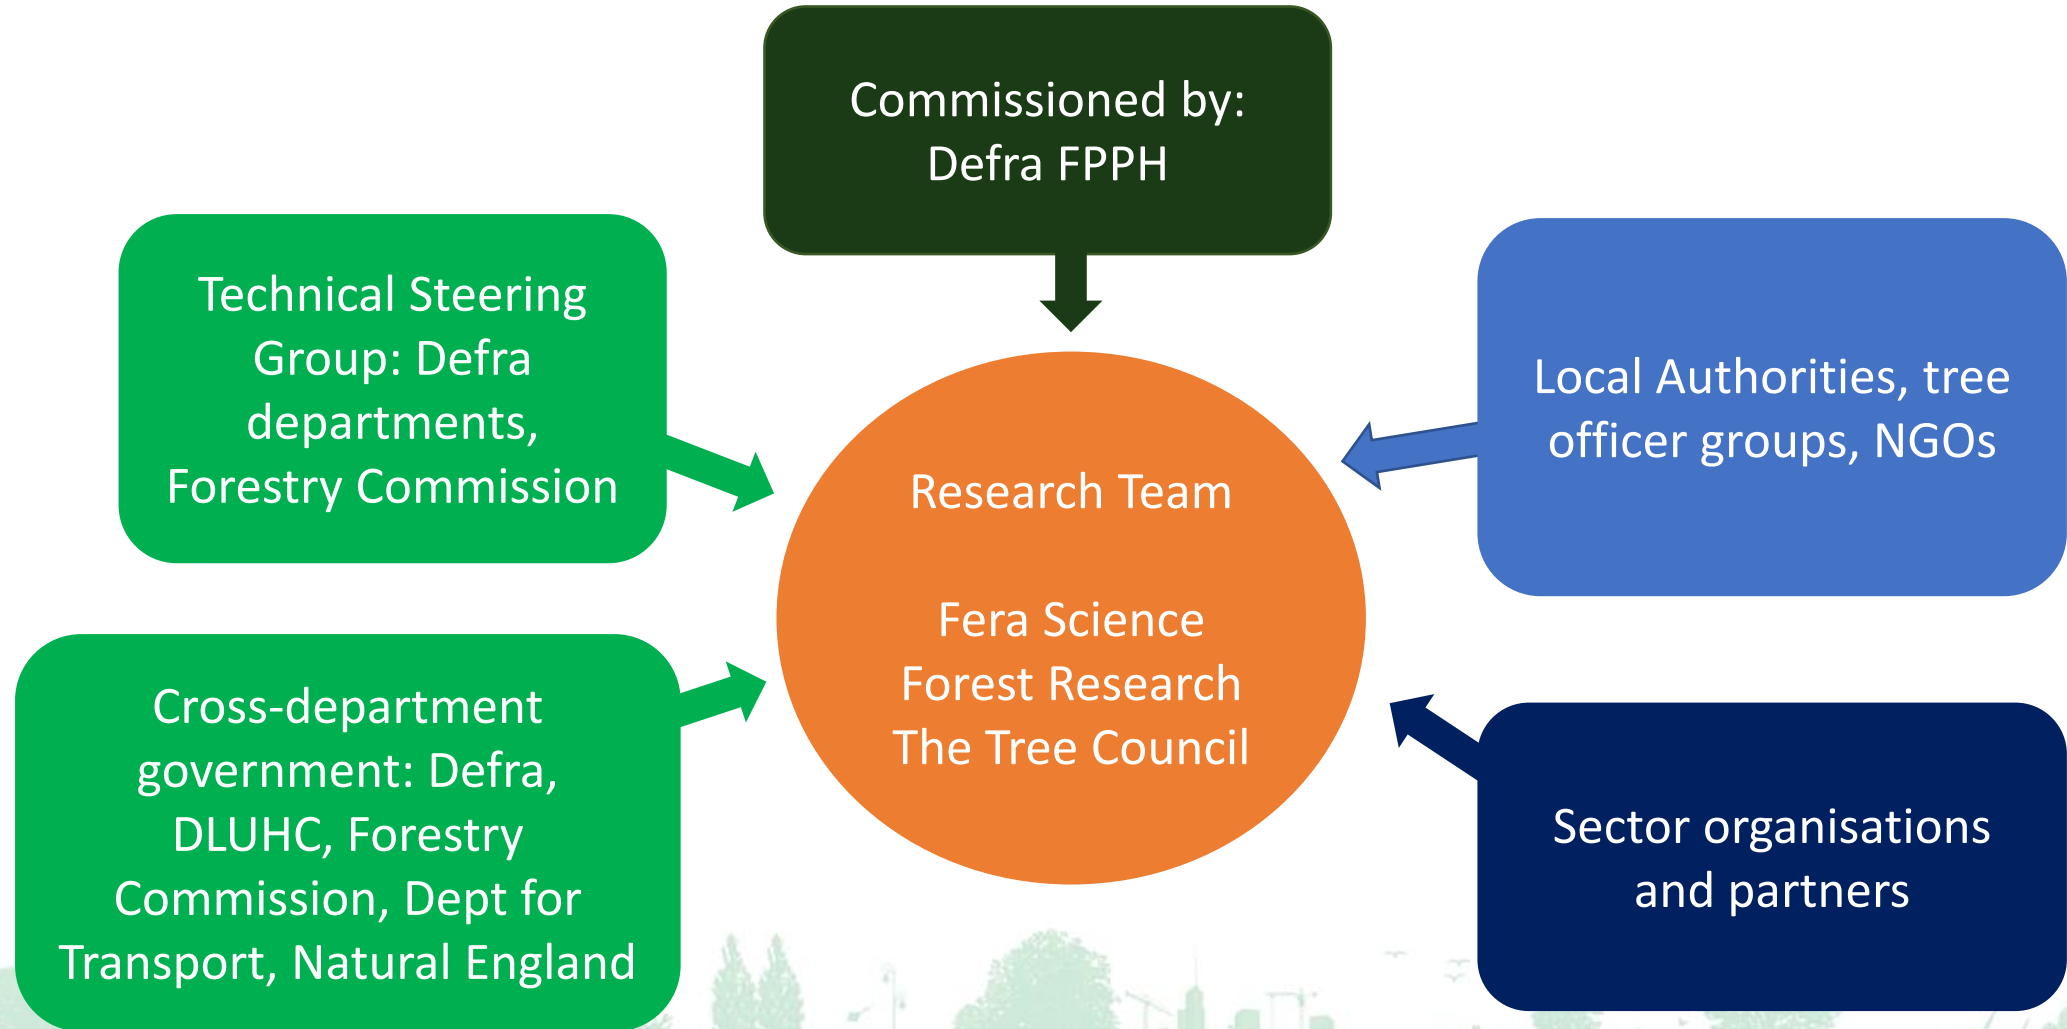 Commissioned by:
Defra FPPH
Technical Steering
Group: Defra
departments,
Forestry Commission
Local Authorities, tree
officer groups, NGOs
Research Team
Fera Science
Forest Research
The Tree Council
Cross-department
government: Defra,
DLUHC, Forestry
Commission, Dept for
Transport, Natural England
Sector organisations
and partners